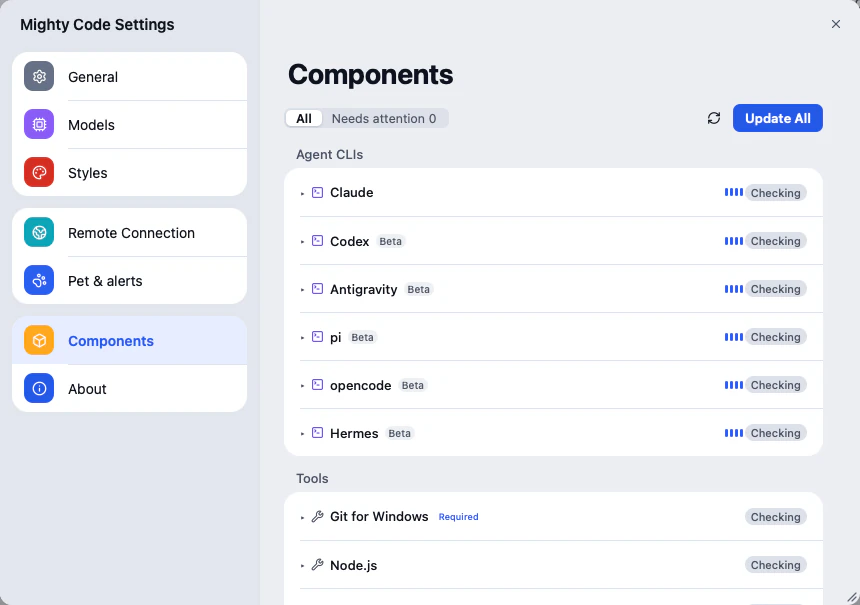 Mighty Code Settings
General
Models
Styles
Remote Connection
Pet & alerts
Components
About
Components
All Needs attention 0
Update All
Agent CLIs
Claude Checking
Codex Beta Checking
Antigravity Beta Checking
pi Beta Checking
opencode Beta Checking
Hermes Beta Checking
Tools
Git for Windows Required Checking
Node.js Checking